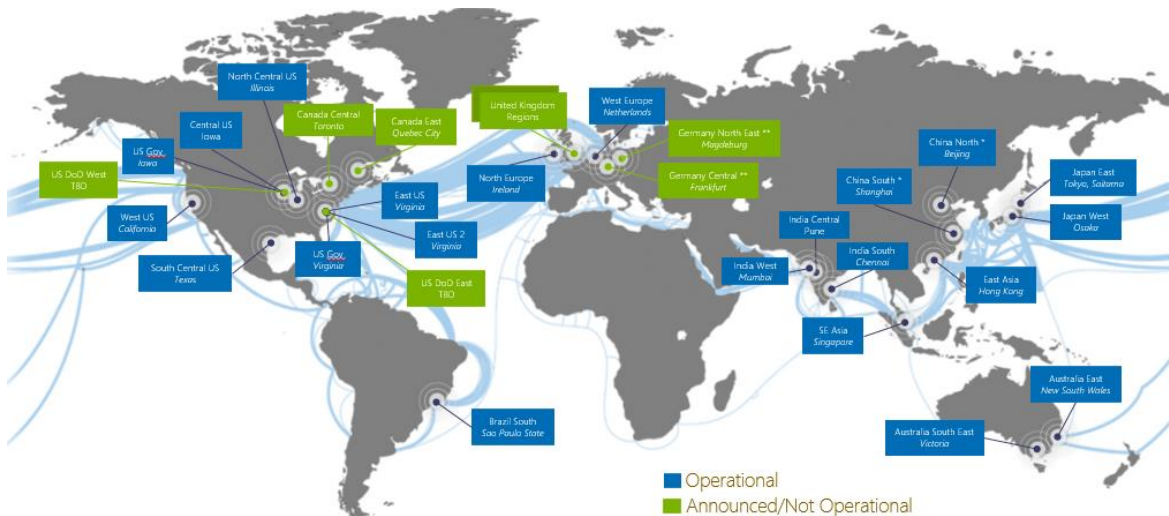 North Central US
Illinois
Central US
Iowa
US Gov
Iowa
US DoD West
TBD
West US
California
South Central US
Texas
Canada Central
Toronto
Canada East
Quebec City
East US
Virginia
East US 2
Virginia
US Gov
Virginia
US DoD East
TBD
Brazil South
Sao Paulo State
United Kingdom
Regions
West Europe
Netherlands
North Europe
Ireland
Germany North East **
Magdeburg
Germany Central **
Frankfurt
China North *
Beijing
China South *
Shanghai
Japan East
Tokyo, Saitama
Japan West
Osaka
India Central
Pune
India West
Mumbai
India South
Chennai
East Asia
Hong Kong
SE Asia
Singapore
Australia East
New South Wales
Australia South East
Victoria
Operational
Announced/Not Operational